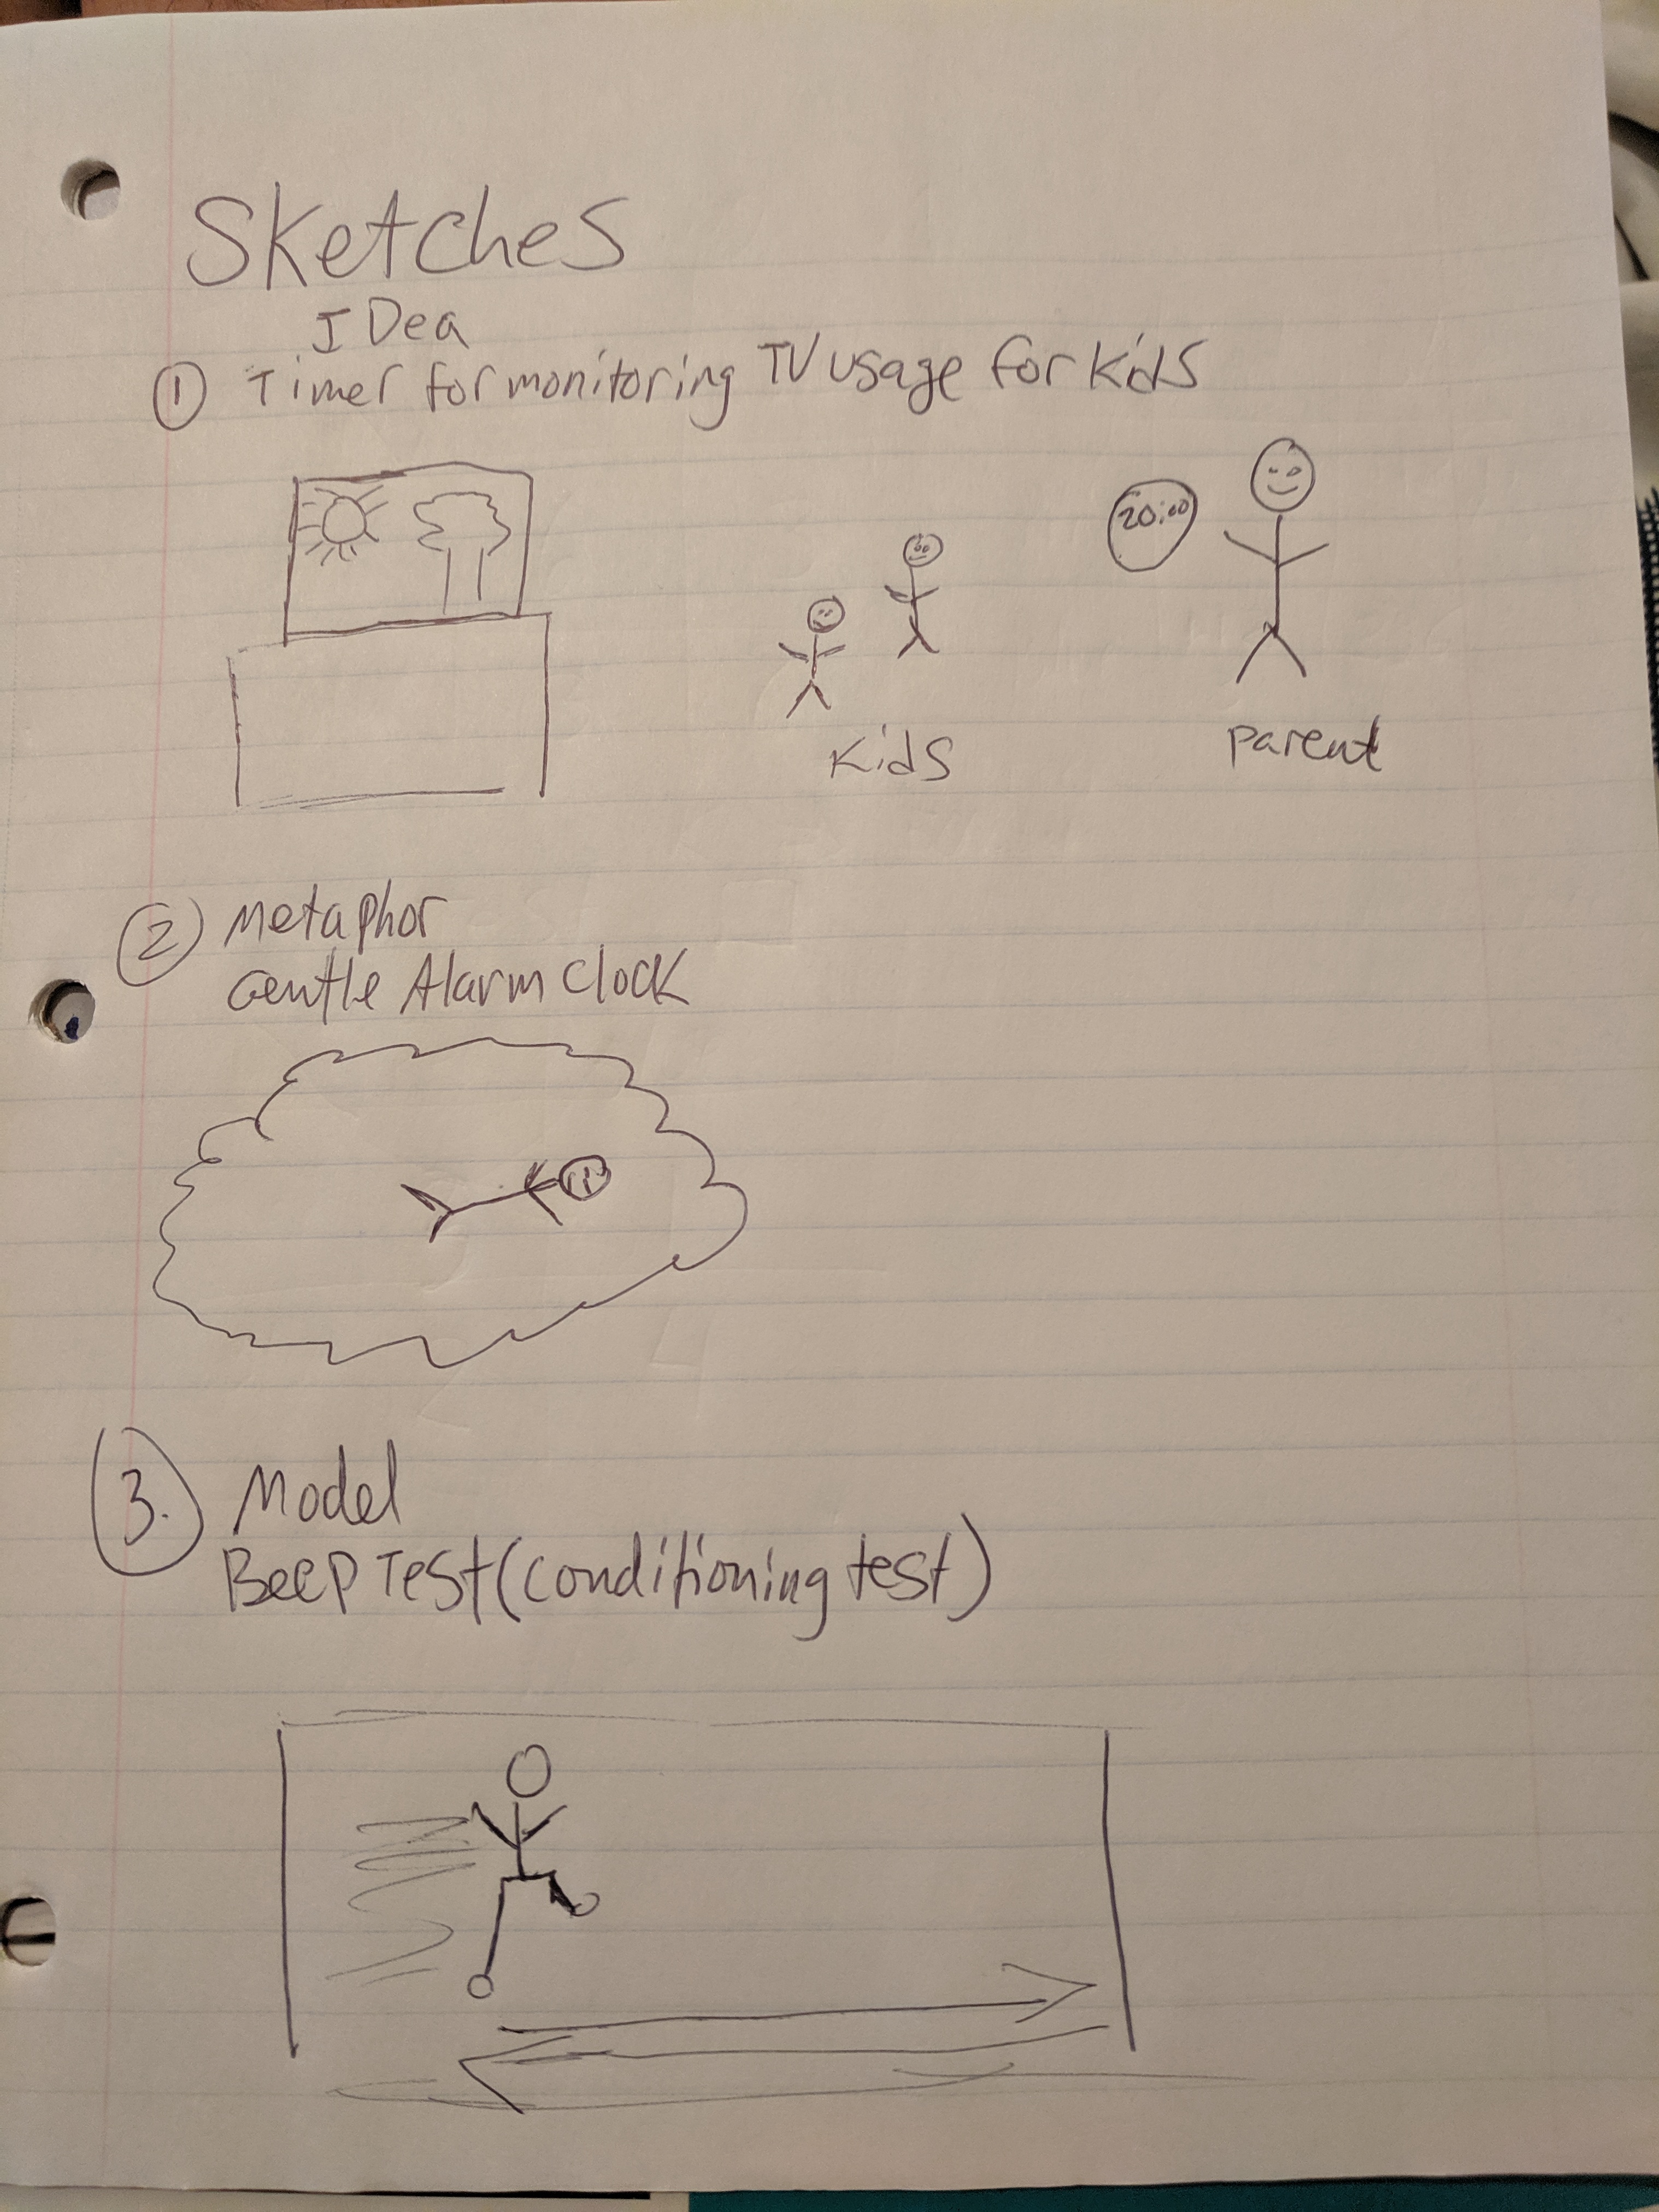 Sketches
IDea
① Timer for monitoring TV usage for kids
20:00
Kids
parent
② Metaphor
Gentle Alarm Clock
3. Model
Beep Test (conditioning test)